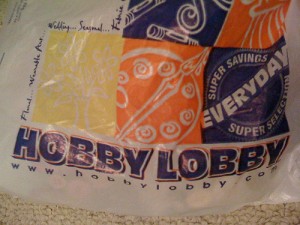 Wedding... Seasonal... Fabric
Floral... Wearable Art...
SUPER SAVINGS
EVERYDAY
SUPER SELECTION
HOBBY LOBBY
www.hobbylobby.com